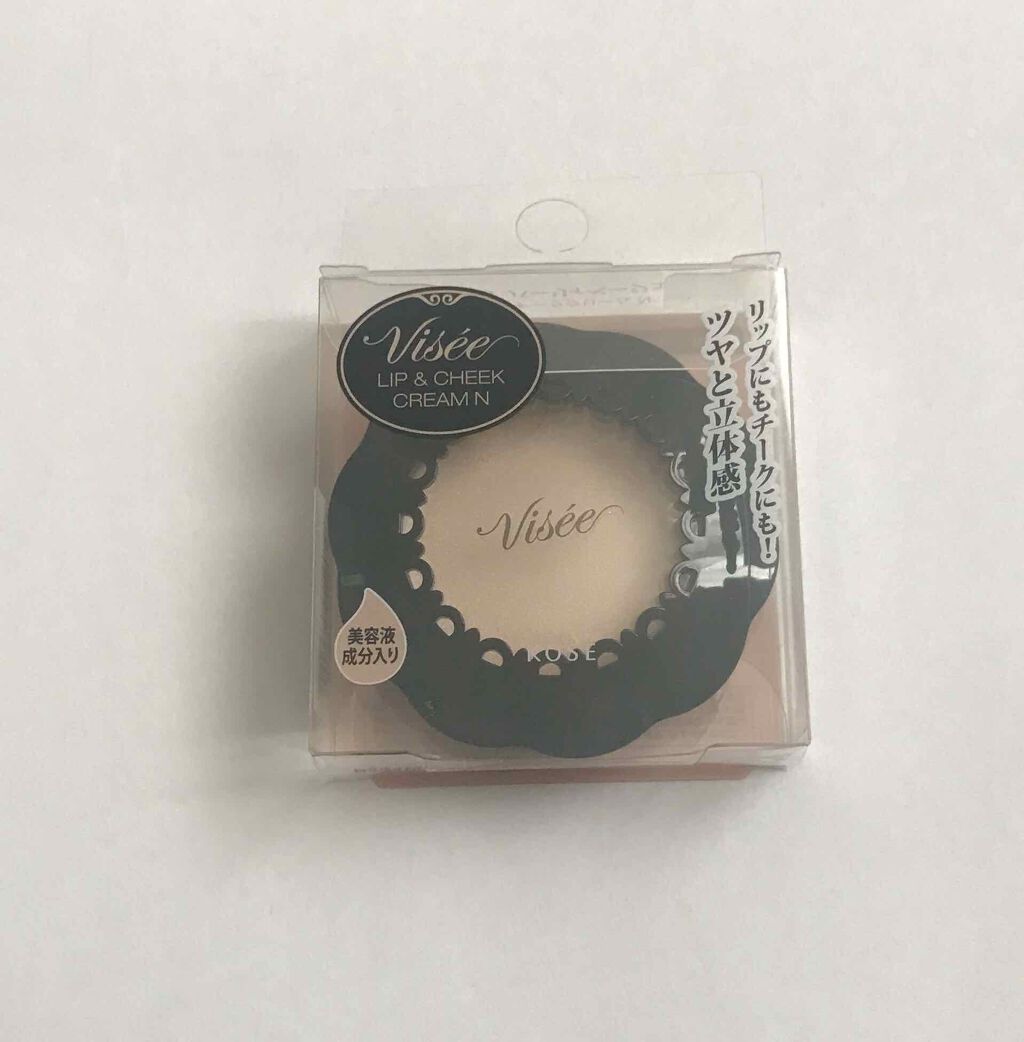 Visée
LIP & CHEEK
CREAM N
リップにもチークにも!
ツヤと立体感
Visée
KOSÉ
美容液
成分入り